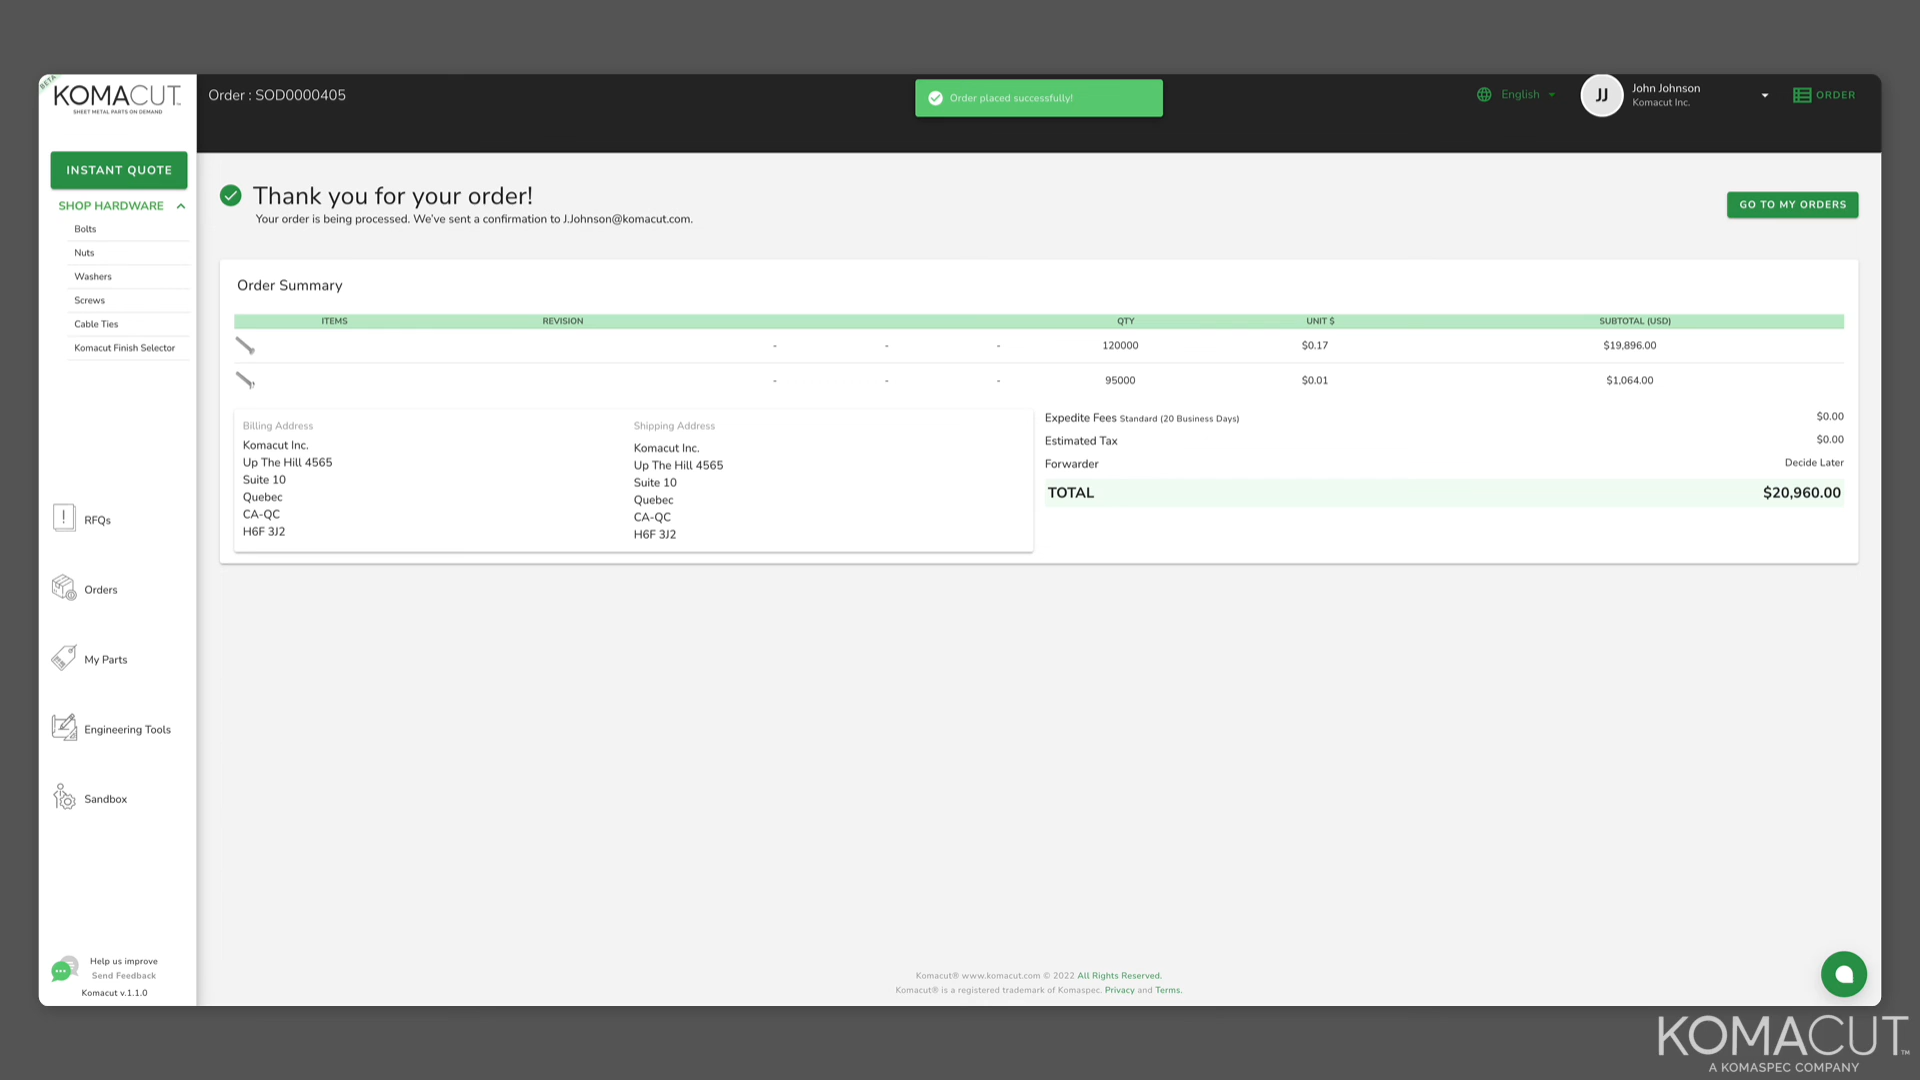 BETA
KOMACUT™
SHEET METAL PARTS ON DEMAND
Order : SOD0000405
Order placed successfully!
English
JJ
John Johnson
Komacut Inc.
ORDER
INSTANT QUOTE
SHOP HARDWARE
Bolts
Nuts
Washers
Screws
Cable Ties
Komacut Finish Selector
RFQs
Orders
My Parts
Engineering Tools
Sandbox
Help us improve
Send Feedback
Komacut v.1.1.0
Thank you for your order!
Your order is being processed. We've sent a confirmation to J.Johnson@komacut.com.
GO TO MY ORDERS
Order Summary
ITEMS REVISION QTY UNIT $ SUBTOTAL (USD)
- - - 120000 $0.17 $19,896.00
- - - 95000 $0.01 $1,064.00
Billing Address
Komacut Inc.
Up The Hill 4565
Suite 10
Quebec
CA-QC
H6F 3J2
Shipping Address
Komacut Inc.
Up The Hill 4565
Suite 10
Quebec
CA-QC
H6F 3J2
Expedite Fees Standard (20 Business Days) $0.00
Estimated Tax $0.00
Forwarder Decide Later
TOTAL $20,960.00
Komacut® www.komacut.com © 2022 All Rights Reserved.
Komacut® is a registered trademark of Komaspec. Privacy and Terms.
KOMACUT™
A KOMASPEC COMPANY